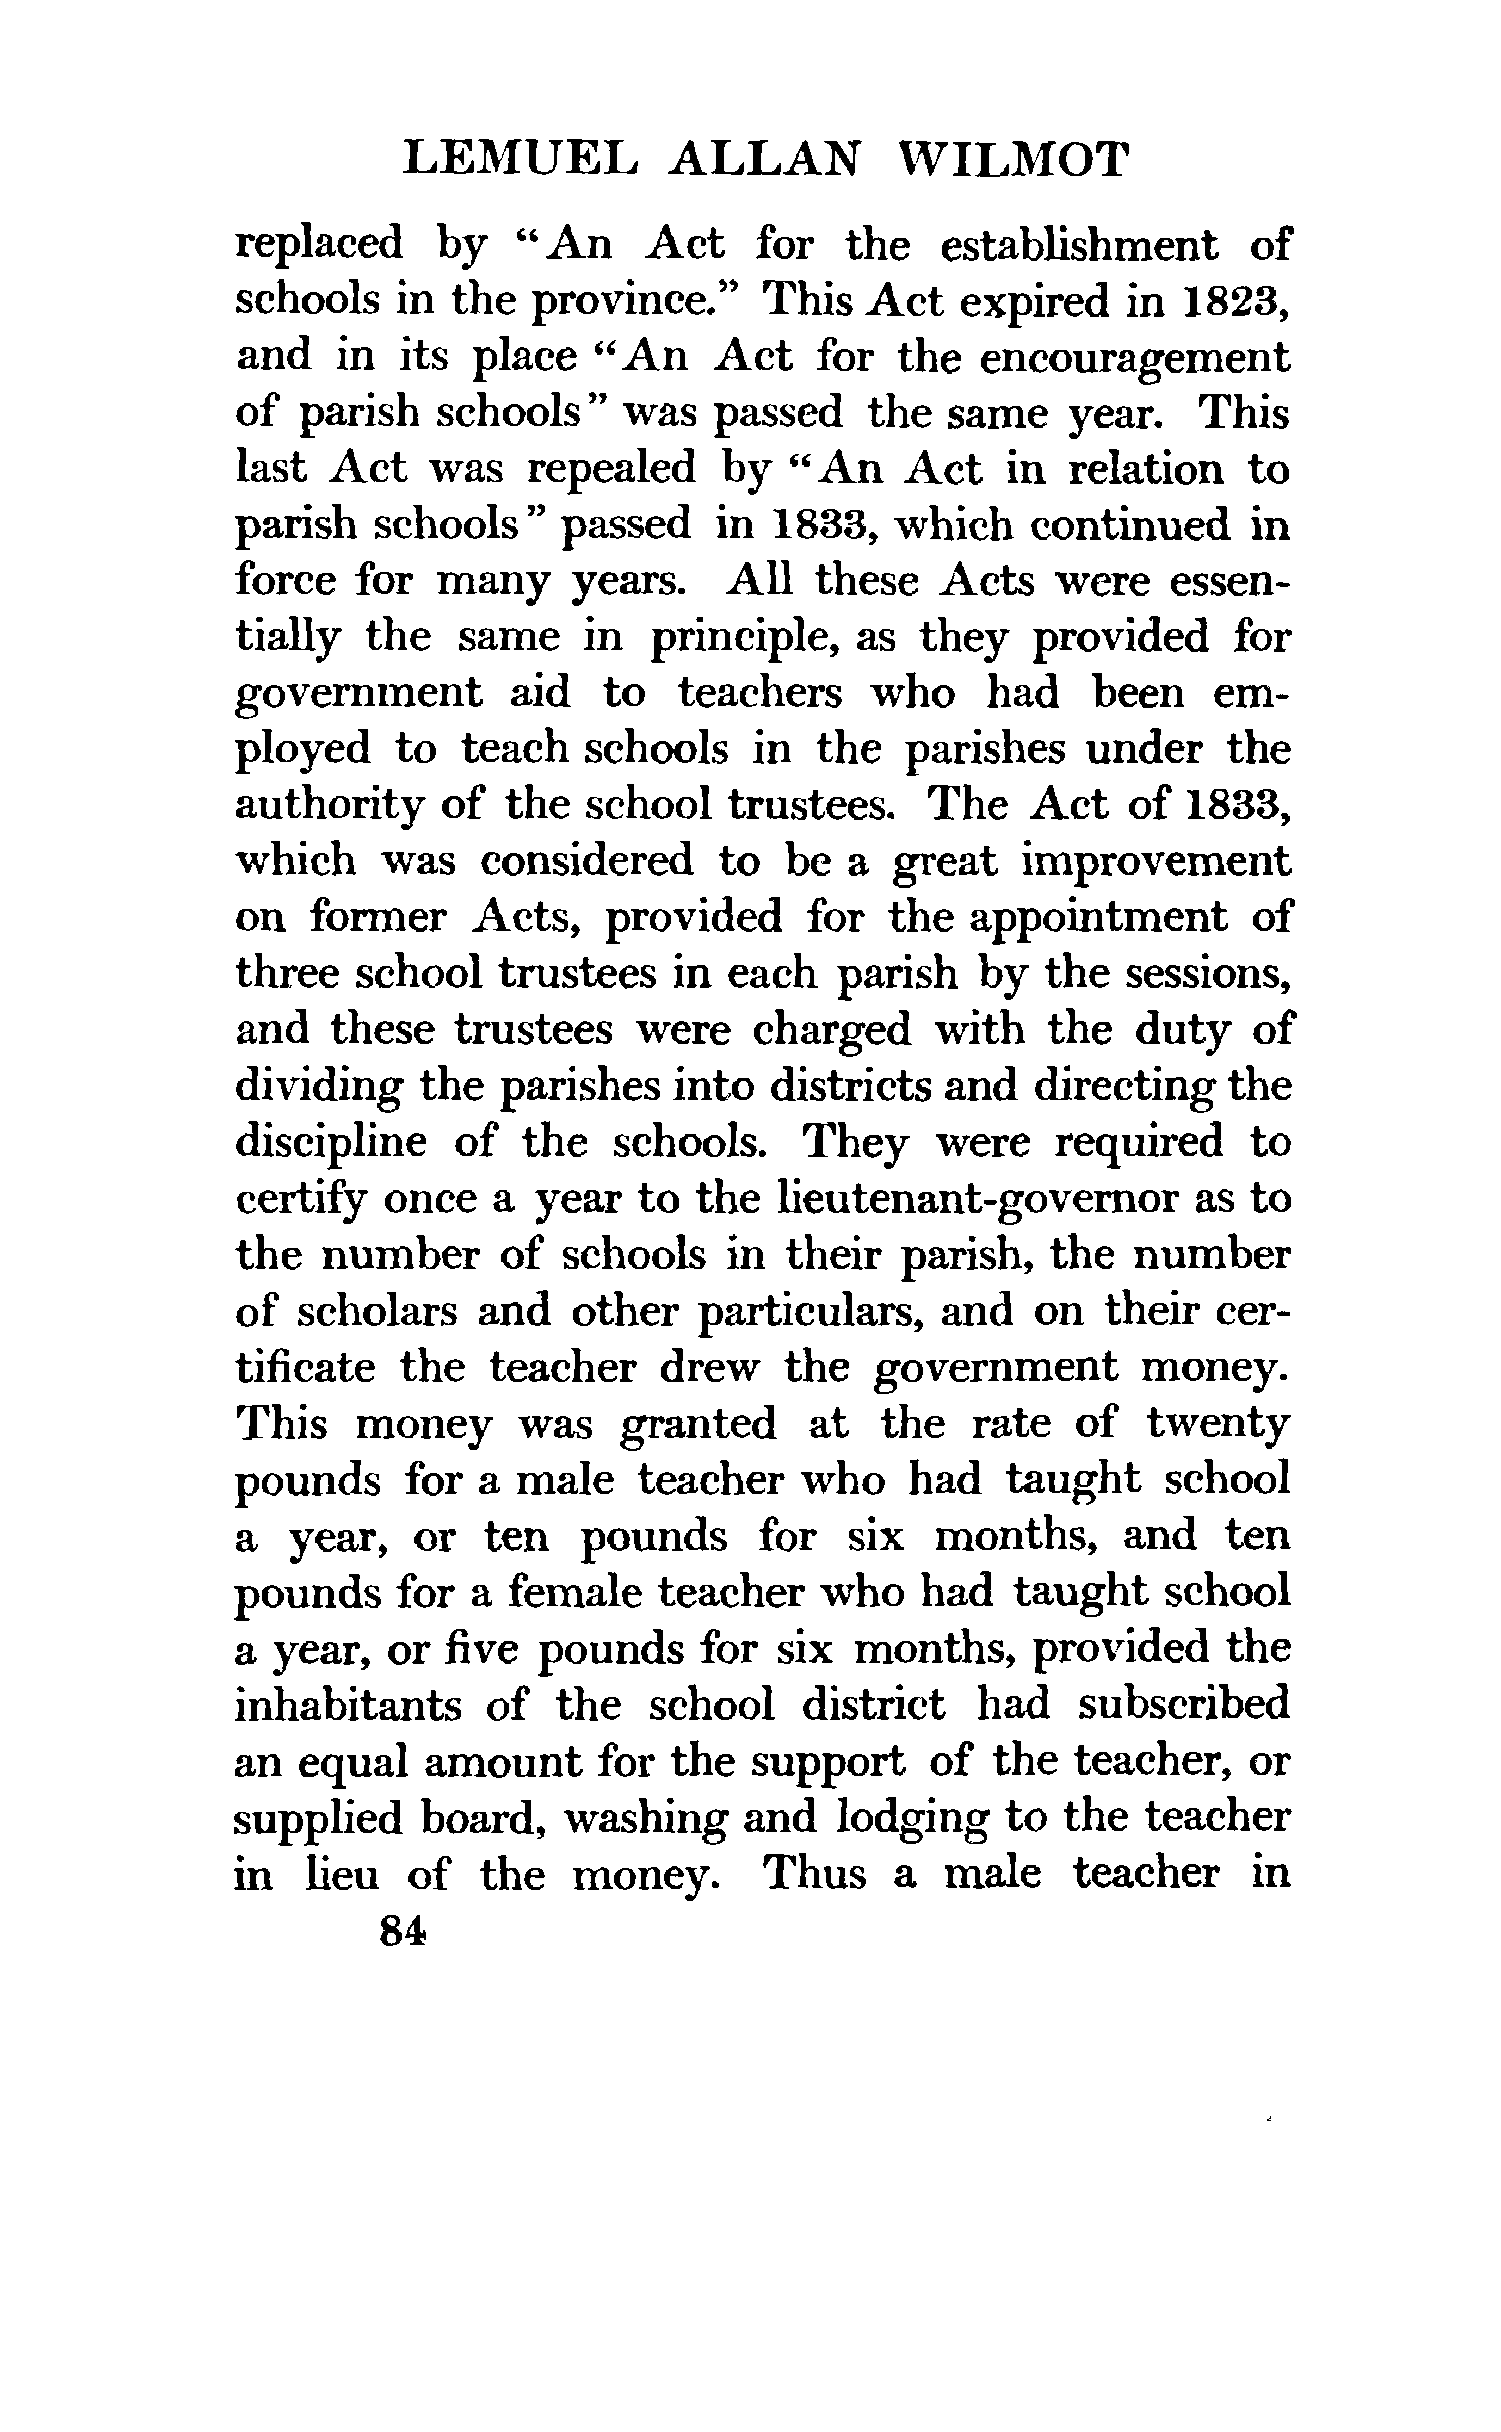 LEMUEL ALLAN WILMOT
replaced by “An Act for the establishment of
schools in the province.” This Act expired in 1823,
and in its place “An Act for the encouragement
of parish schools” was passed the same year. This
last Act was repealed by “An Act in relation to
parish schools” passed in 1833, which continued in
force for many years. All these Acts were essen-
tially the same in principle, as they provided for
government aid to teachers who had been em-
ployed to teach schools in the parishes under the
authority of the school trustees. The Act of 1833,
which was considered to be a great improvement
on former Acts, provided for the appointment of
three school trustees in each parish by the sessions,
and these trustees were charged with the duty of
dividing the parishes into districts and directing the
discipline of the schools. They were required to
certify once a year to the lieutenant-governor as to
the number of schools in their parish, the number
of scholars and other particulars, and on their cer-
tificate the teacher drew the government money.
This money was granted at the rate of twenty
pounds for a male teacher who had taught school
a year, or ten pounds for six months, and ten
pounds for a female teacher who had taught school
a year, or five pounds for six months, provided the
inhabitants of the school district had subscribed
an equal amount for the support of the teacher, or
supplied board, washing and lodging to the teacher
in lieu of the money. Thus a male teacher in
84